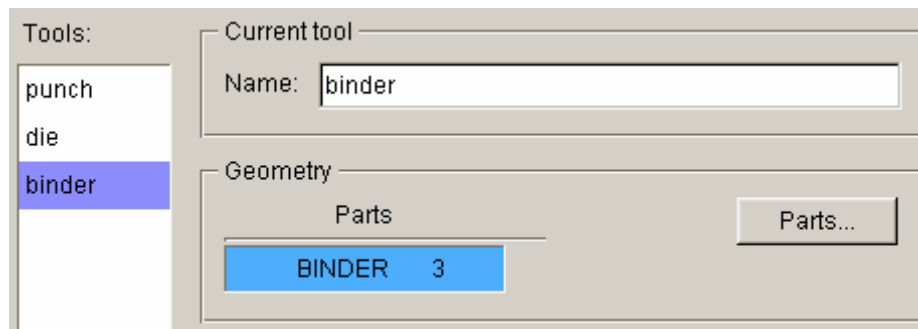 Tools:
punch
die
binder
Current tool
Name: binder
Geometry
Parts
Parts...
BINDER 3